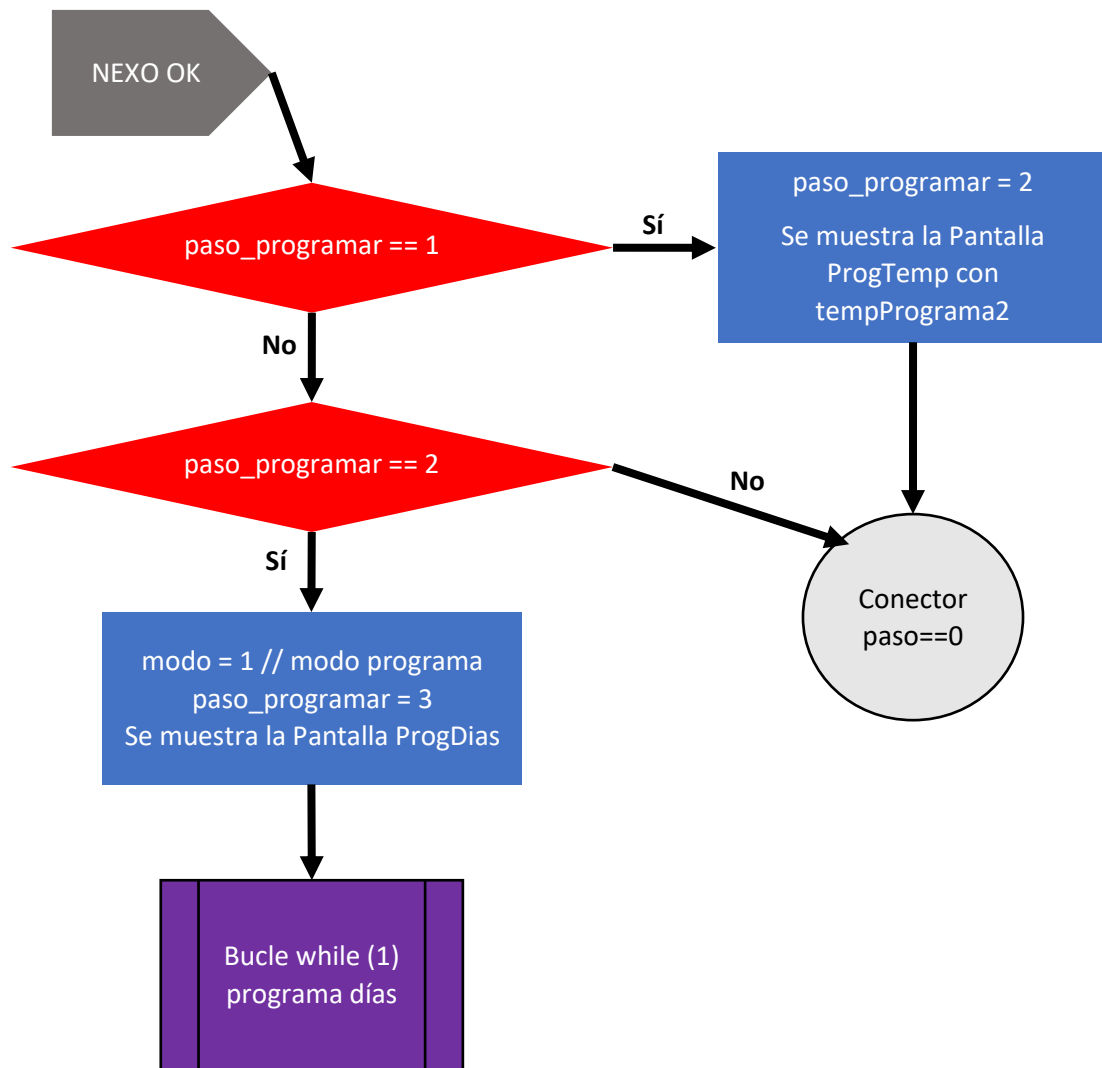 NEXO OK
paso_programar == 1
Sí
paso_programar = 2
Se muestra la Pantalla
ProgTemp con
tempPrograma2
No
paso_programar == 2
No
Sí
Conector
paso==0
modo = 1 // modo programa
paso_programar = 3
Se muestra la Pantalla ProgDias
Bucle while (1)
programa días